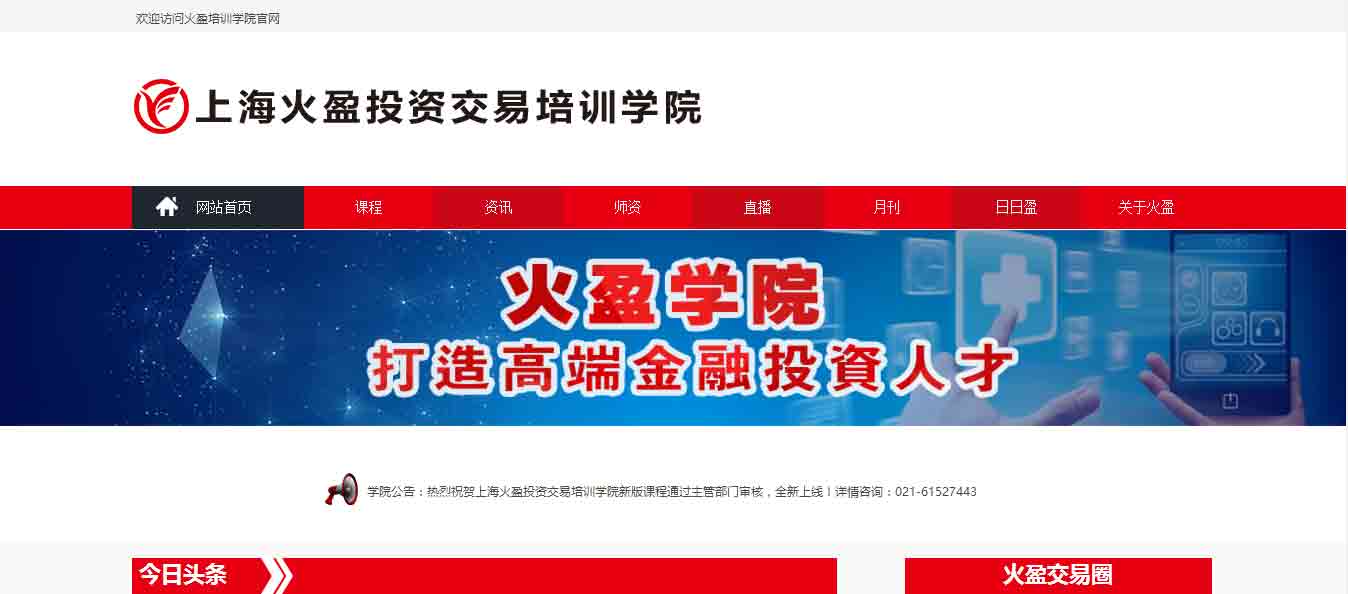 欢迎访问火盈培训学院官网
上海火盈投资交易培训学院
网站首页 课程 资讯 师资 直播 月刊 日日盈 关于火盈
火盈学院
打造高端金融投資人才
学院公告：热烈祝贺上海火盈投资交易培训学院新版课程通过主管部门审核，全新上线！详情咨询：021-61527443
今日头条 火盈交易圈